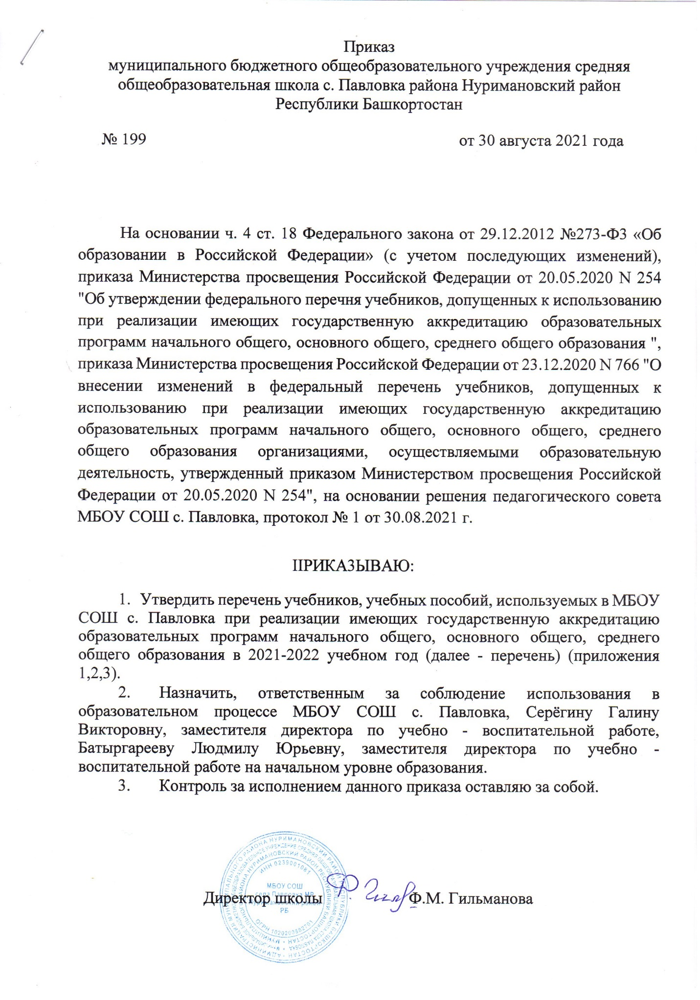 Приказ
муниципального бюджетного общеобразовательного учреждения средняя
общеобразовательная школа с. Павловка района Нуримановский район
Республики Башкортостан
№ 199 от 30 августа 2021 года
На основании ч. 4 ст. 18 Федерального закона от 29.12.2012 №273-ФЗ «Об
образовании в Российской Федерации» (с учетом последующих изменений),
приказа Министерства просвещения Российской Федерации от 20.05.2020 N 254
"Об утверждении федерального перечня учебников, допущенных к использованию
при реализации имеющих государственную аккредитацию образовательных
программ начального общего, основного общего, среднего общего образования ",
приказа Министерства просвещения Российской Федерации от 23.12.2020 N 766 "О
внесении изменений в федеральный перечень учебников, допущенных к
использованию при реализации имеющих государственную аккредитацию
образовательных программ начального общего, основного общего, среднего
общего образования организациями, осуществляемыми образовательную
деятельность, утвержденный приказом Министерством просвещения Российской
Федерации от 20.05.2020 N 254", на основании решения педагогического совета
МБОУ СОШ с. Павловка, протокол № 1 от 30.08.2021 г.
ПРИКАЗЫВАЮ:
1. Утвердить перечень учебников, учебных пособий, используемых в МБОУ
СОШ с. Павловка при реализации имеющих государственную аккредитацию
образовательных программ начального общего, основного общего, среднего
общего образования в 2021-2022 учебном год (далее - перечень) (приложения
1,2,3).
2. Назначить, ответственным за соблюдение использования в
образовательном процессе МБОУ СОШ с. Павловка, Серёгину Галину
Викторовну, заместителя директора по учебно - воспитательной работе,
Батыргарееву Людмилу Юрьевну, заместителя директора по учебно -
воспитательной работе на начальном уровне образования.
3. Контроль за исполнением данного приказа оставляю за собой.
Директор школы Ф.М. Гильманова
ИНН 0239001081
МБОУ СОШ
села Павловка МР
Нуримановский район
РБ